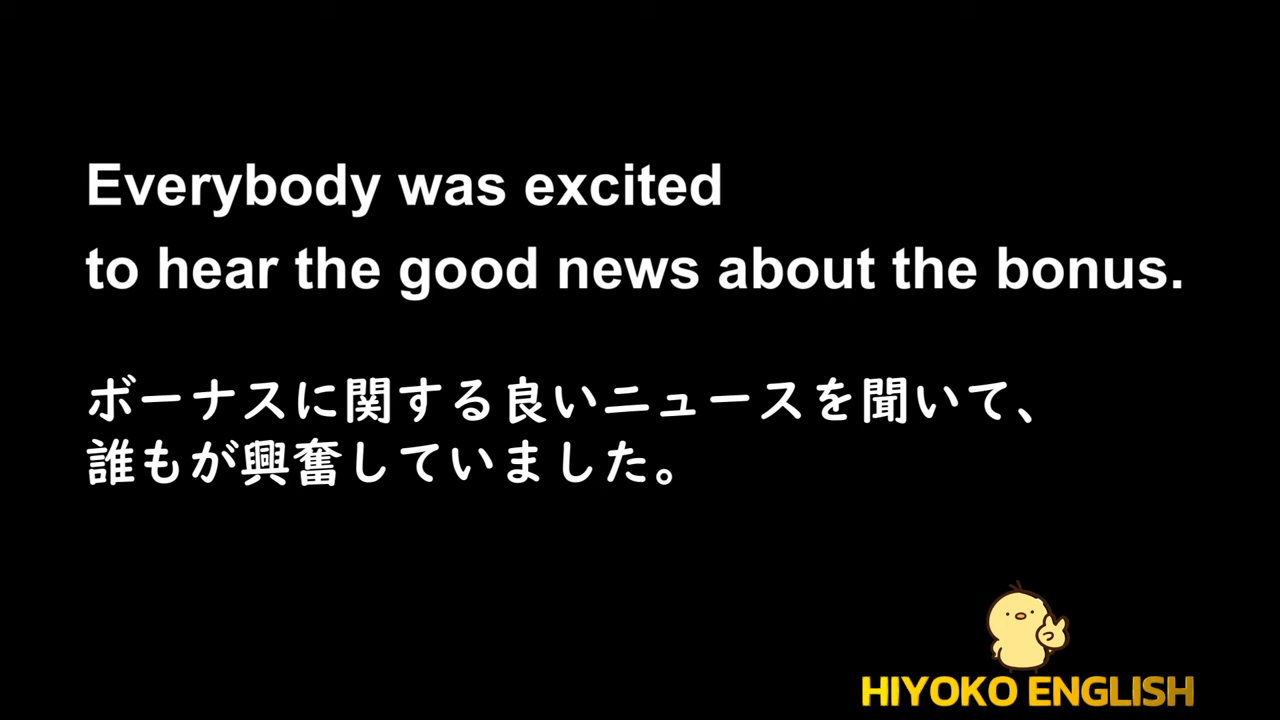 Everybody was excited
to hear the good news about the bonus.
ボーナスに関する良いニュースを聞いて、
誰もが興奮していました。
HIYOKO ENGLISH